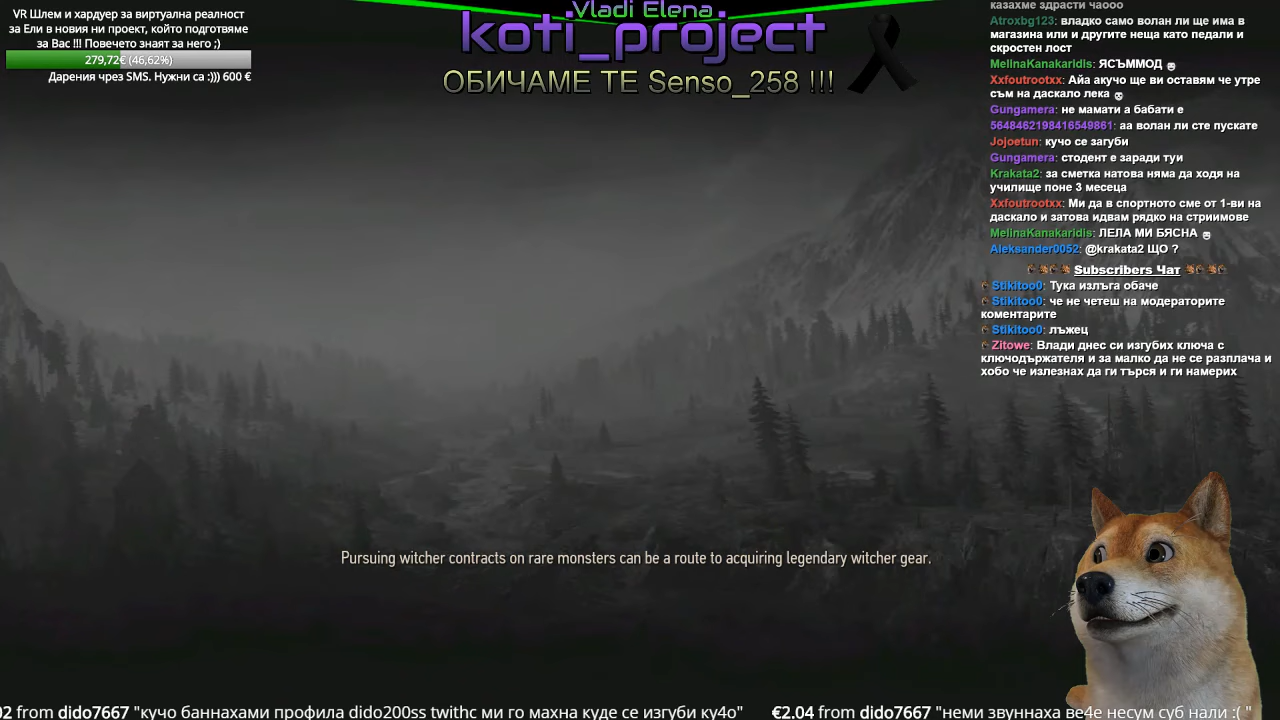 VR Шлем и хардуер за виртуална реалност
за Ели в новия ни проект, който подготвяме
за Вас !!! Повечето знаят за него ;)
279,72€ (46,62%)
Дарения чрез SMS. Нужни са :))) 600 €
Vladi Elena
koti_project
ОБИЧАМЕ ТЕ Senso_258 !!!
казахме здрасти чаооо
Atroxbg123: владко само волан ли ще има в
магазина или и другите неща като педали и
скростен лост
MelinaKanakaridis: ЯСЪММОД
Xxfoutrootxx: Айа акучо ще ви оставям че утре
съм на даскало лека
Gungamera: не мамати а бабати е
5648462198416549861: аа волан ли сте пускате
Jojoetun: кучо се загуби
Gungamera: стодент е заради туи
Krakata2: за сметка натова няма да ходя на
училище поне 3 месеца
Xxfoutrootxx: Ми да в спортното сме от 1-ви на
даскало и затова идвам рядко на стриимове
MelinaKanakaridis: ЛЕЛА МИ БЯСНА
Aleksander0052: @krakata2 ЩО ?
Subscribers Чат
Stikitoo0: Тука излъга обаче
Stikitoo0: че не четеш на модераторите
коментарите
Stikitoo0: лъжец
Zitowe: Влади днес си изгубих ключа с
ключодържателя и за малко да не се разплача и
хобо че излезнах да ги търся и ги намерих
Pursuing witcher contracts on rare monsters can be a route to acquiring legendary witcher gear.
02 from dido7667 "кучо баннахами профила dido200ss twithc ми го махна куде се изгуби ку4о" €2.04 from dido7667 "неми звуннаха ве4е несум суб нали :( "